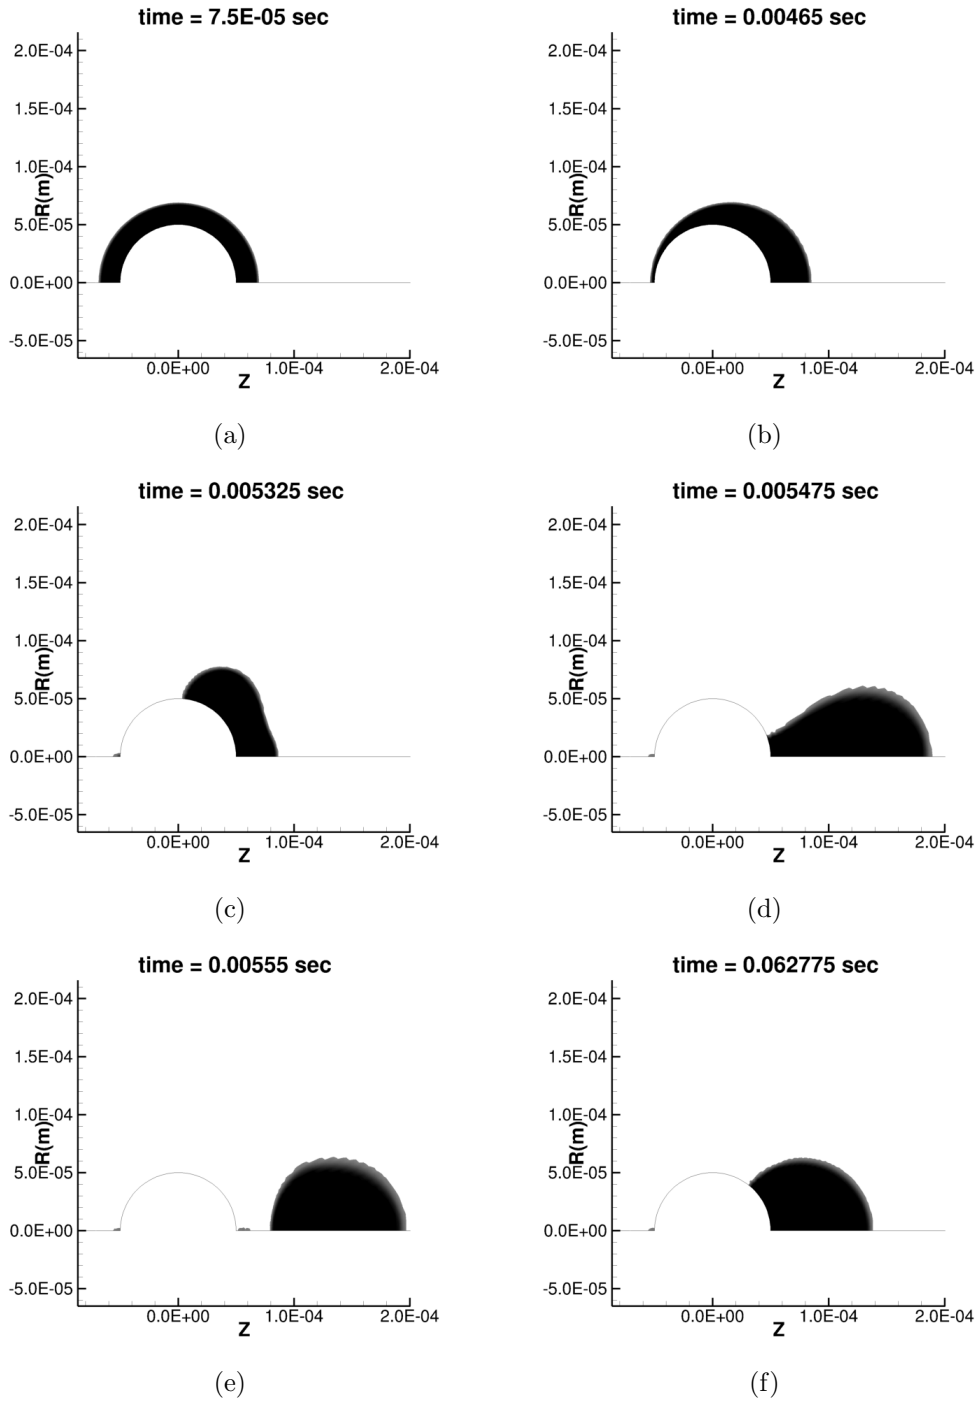 time = 7.5E-05 sec
2.0E-04
1.5E-04
1.0E-04
R(m)
5.0E-05
0.0E+00
-5.0E-05
0.0E+00 1.0E-04 2.0E-04
Z
(a)
time = 0.00465 sec
2.0E-04
1.5E-04
1.0E-04
R(m)
5.0E-05
0.0E+00
-5.0E-05
0.0E+00 1.0E-04 2.0E-04
Z
(b)
time = 0.005325 sec
2.0E-04
1.5E-04
1.0E-04
R(m)
5.0E-05
0.0E+00
-5.0E-05
0.0E+00 1.0E-04 2.0E-04
Z
(c)
time = 0.005475 sec
2.0E-04
1.5E-04
1.0E-04
R(m)
5.0E-05
0.0E+00
-5.0E-05
0.0E+00 1.0E-04 2.0E-04
Z
(d)
time = 0.00555 sec
2.0E-04
1.5E-04
1.0E-04
R(m)
5.0E-05
0.0E+00
-5.0E-05
0.0E+00 1.0E-04 2.0E-04
Z
(e)
time = 0.062775 sec
2.0E-04
1.5E-04
1.0E-04
R(m)
5.0E-05
0.0E+00
-5.0E-05
0.0E+00 1.0E-04 2.0E-04
Z
(f)